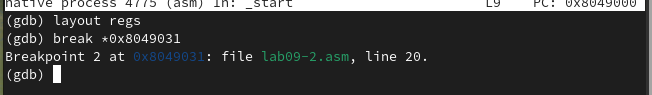 native process 4775 (asm) In: _start L9 PC: 0x8049000
(gdb) layout regs
(gdb) break *0x8049031
Breakpoint 2 at 0x8049031: file lab09-2.asm, line 20.
(gdb)